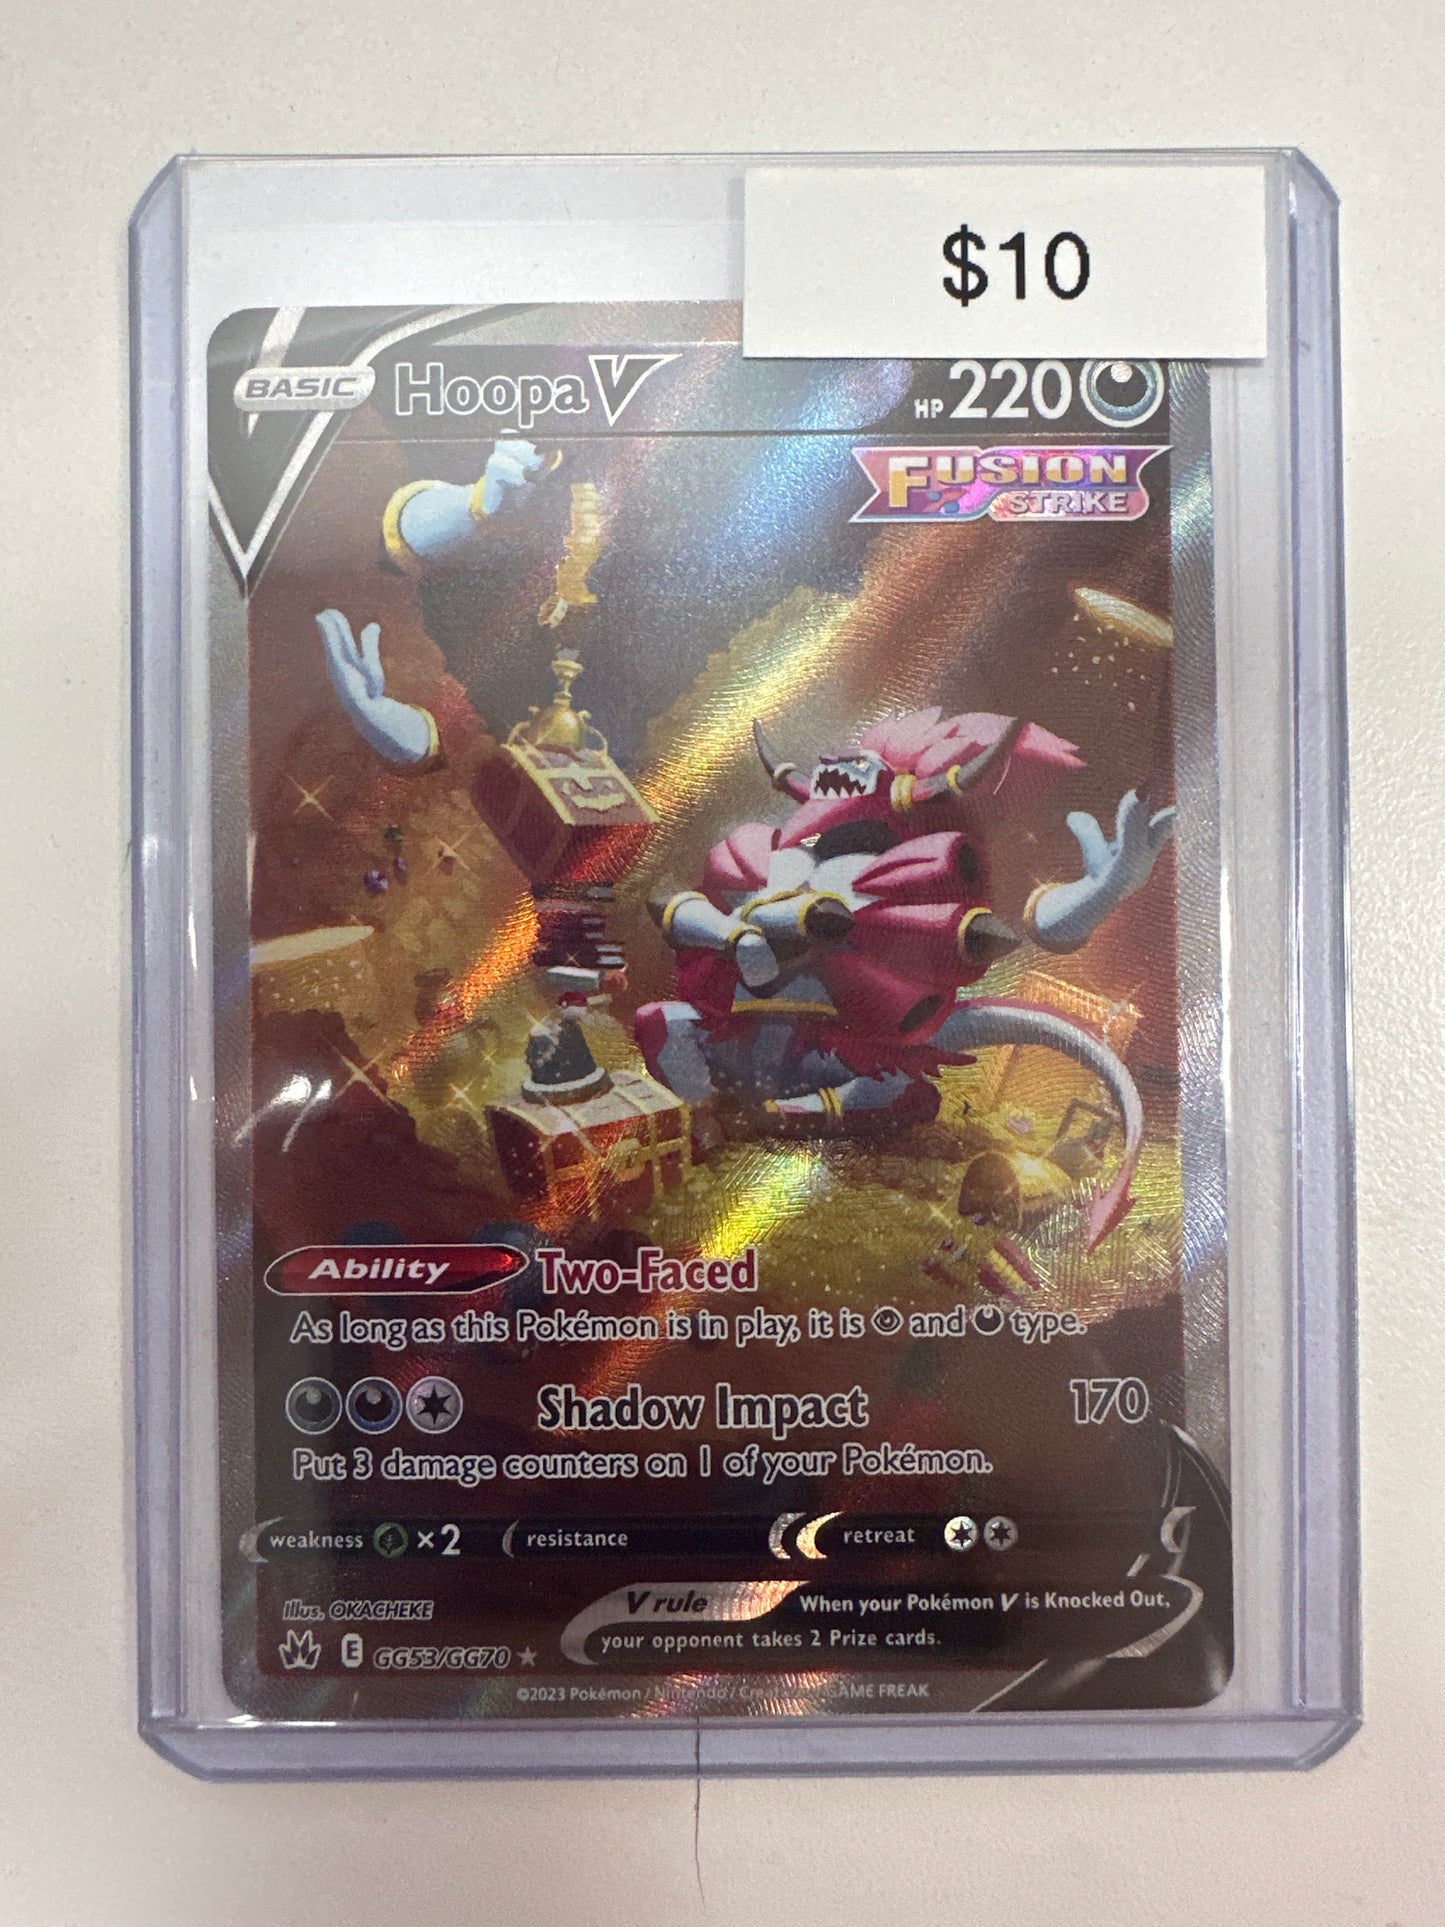 $10
BASIC Hoopa V HP 220
FUSION
STRIKE
Ability Two-Faced
As long as this Pokémon is in play, it is and type.
Shadow Impact 170
Put 3 damage counters on 1 of your Pokémon.
weakness ×2 resistance retreat
Illus. OKACHEKE
V rule When your Pokémon V is Knocked Out,
your opponent takes 2 Prize cards.
E GG53/GG70
©2023 Pokémon / Nintendo / Creatures / GAME FREAK